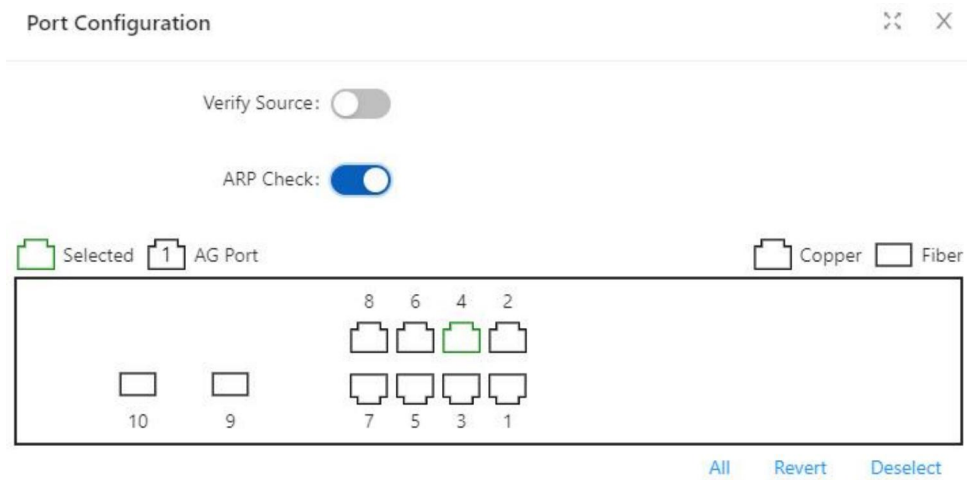 Port Configuration
Verify Source:
ARP Check:
Selected 1 AG Port Copper Fiber
8 6 4 2
10 9 7 5 3 1
All Revert Deselect